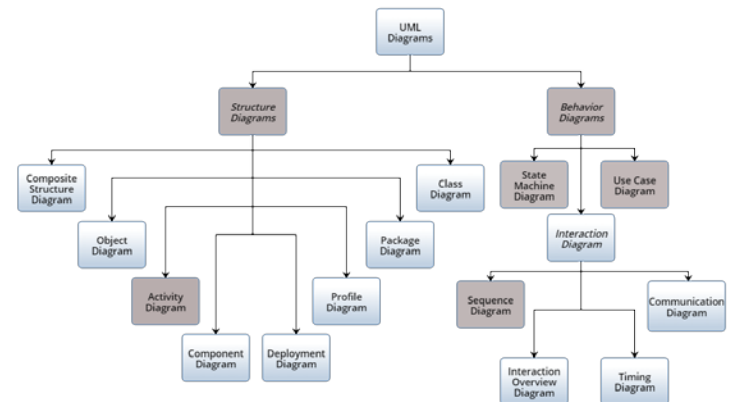 UML
Diagrams
Structure
Diagrams
Behavior
Diagrams
Composite
Structure
Diagram
Class
Diagram
State
Machine
Diagram
Use Case
Diagram
Object
Diagram
Package
Diagram
Interaction
Diagram
Activity
Diagram
Profile
Diagram
Sequence
Diagram
Communication
Diagram
Component
Diagram
Deployment
Diagram
Interaction
Overview
Diagram
Timing
Diagram